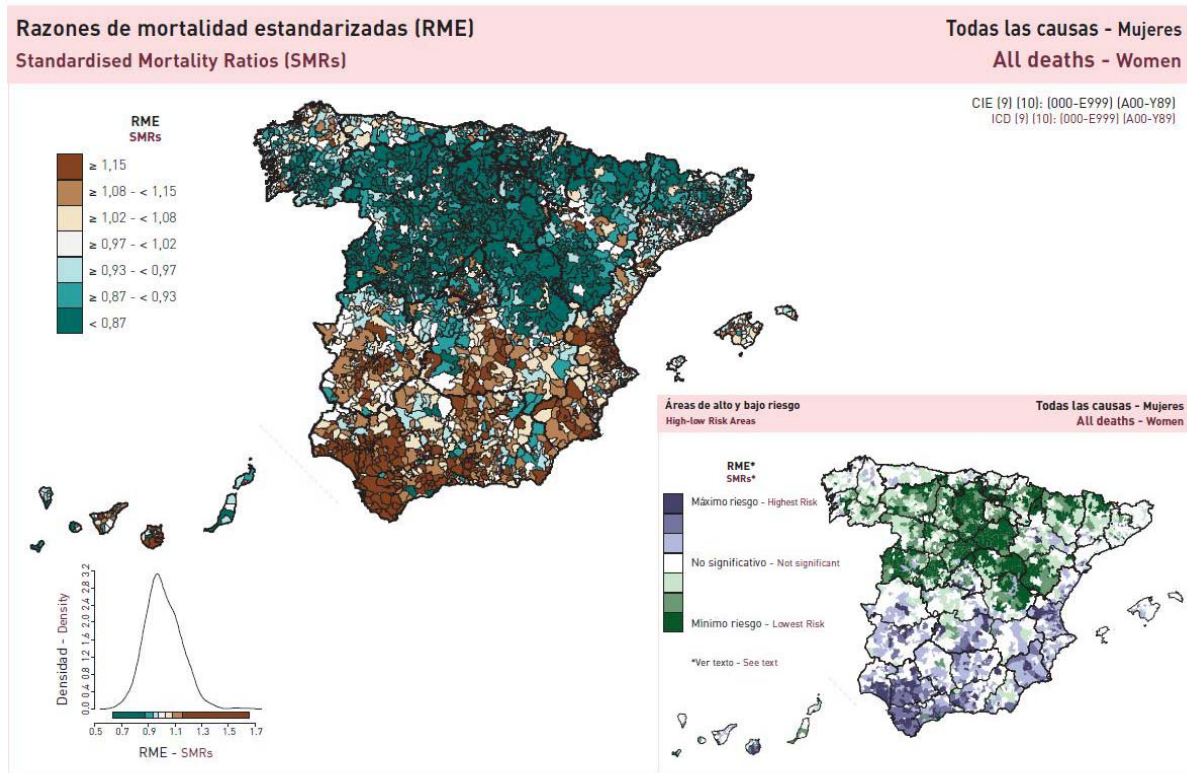 Razones de mortalidad estandarizadas (RME)
Standardised Mortality Ratios (SMRs)
Todas las causas - Mujeres
All deaths - Women
CIE (9) (10): (000-E999) (A00-Y89)
ICD (9) (10): (000-E999) (A00-Y89)
RME
SMRs
≥ 1,15
≥ 1,08 - < 1,15
≥ 1,02 - < 1,08
≥ 0,97 - < 1,02
≥ 0,93 - < 0,97
≥ 0,87 - < 0,93
< 0,87
Densidad - Density
0.0 0.4 0.8 1.2 1.6 2.0 2.4 2.8 3.2
0.5 0.7 0.9 1.1 1.3 1.5 1.7
RME - SMRs
Áreas de alto y bajo riesgo
High-low Risk Areas
Todas las causas - Mujeres
All deaths - Women
RME*
SMRs*
Máximo riesgo - Highest Risk
No significativo - Not significant
Mínimo riesgo - Lowest Risk
*Ver texto - See text